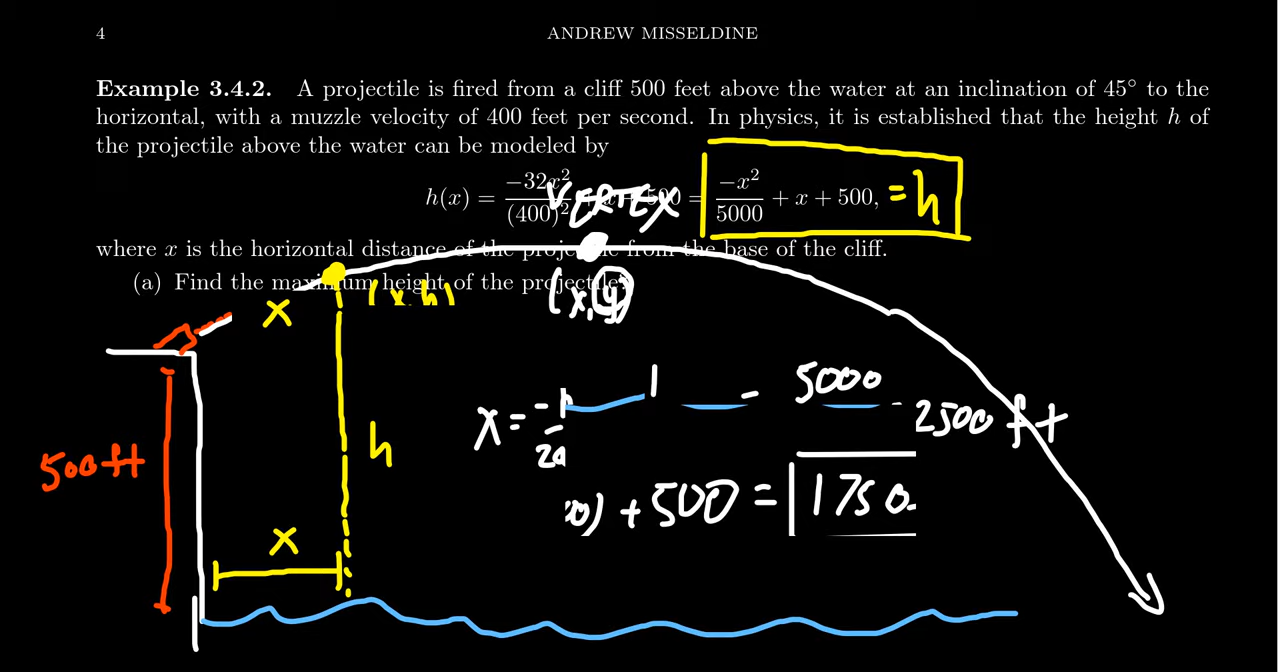 4 ANDREW MISSELDINE
Example 3.4.2. A projectile is fired from a cliff 500 feet above the water at an inclination of 45° to the
horizontal, with a muzzle velocity of 400 feet per second. In physics, it is established that the height h of
the projectile above the water can be modeled by
h(x) = -32x²/(400)² 500 = -x²/5000 + x + 500, = h
VERTEX
where x is the horizontal distance of the projectile from the base of the cliff.
(a) Find the maximum height of the projectile.
x (x,h) (x,y)
1 - 5000
x = - 2500 ft
500 ft h 2a
) + 500 = 1750
x